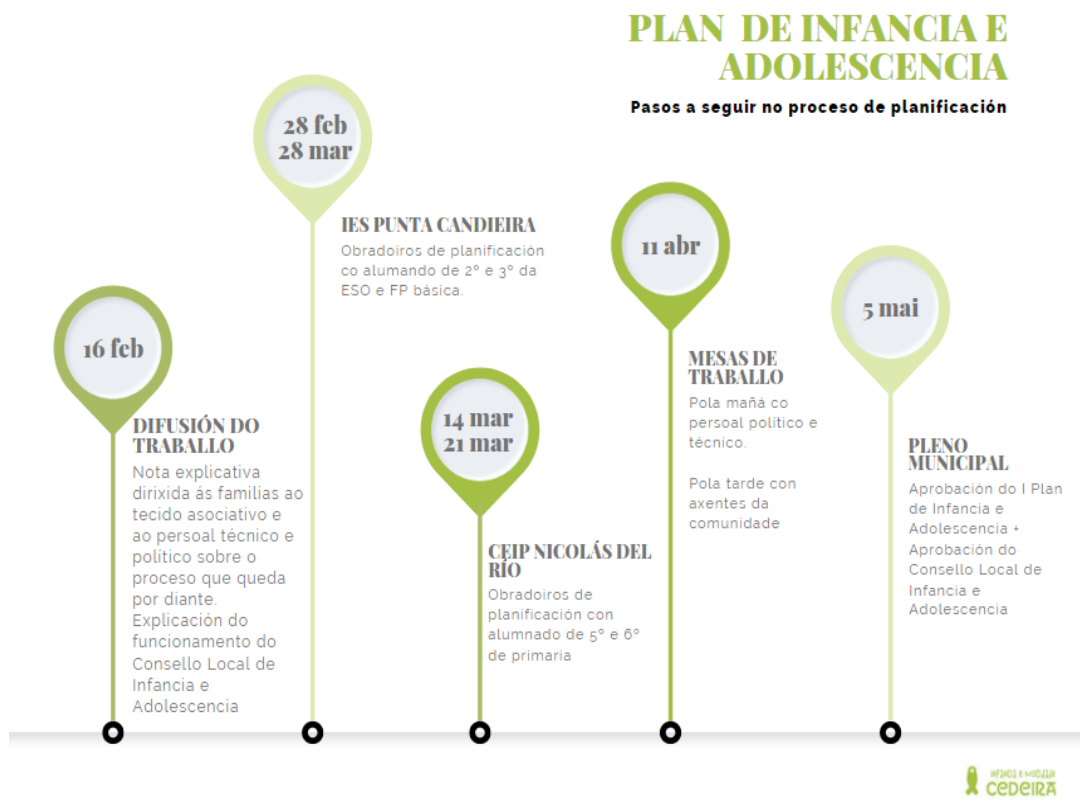 PLAN DE INFANCIA E
ADOLESCENCIA
Pasos a seguir no proceso de planificación
16 feb
DIFUSIÓN DO
TRABALLO
Nota explicativa
dirixida ás familias ao
tecido asociativo e
ao persoal técnico e
político sobre o
proceso que queda
por diante.
Explicación do
funcionamento do
Consello Local de
Infancia e
Adolescencia
28 feb
28 mar
IES PUNTA CANDIEIRA
Obradoiros de planificación
co alumando de 2º e 3º da
ESO e FP básica.
14 mar
21 mar
CEIP NICOLÁS DEL
RÍO
Obradoiros de
planificación con
alumnado de 5º e 6º
de primaria
11 abr
MESAS DE
TRABALLO
Pola mañá co
persoal político e
técnico.
Pola tarde con
axentes da
comunidade
5 mai
PLENO
MUNICIPAL
Aprobación do I Plan
de Infancia e
Adolescencia +
Aprobación do
Consello Local de
Infancia e
Adolescencia
CEDEIRA